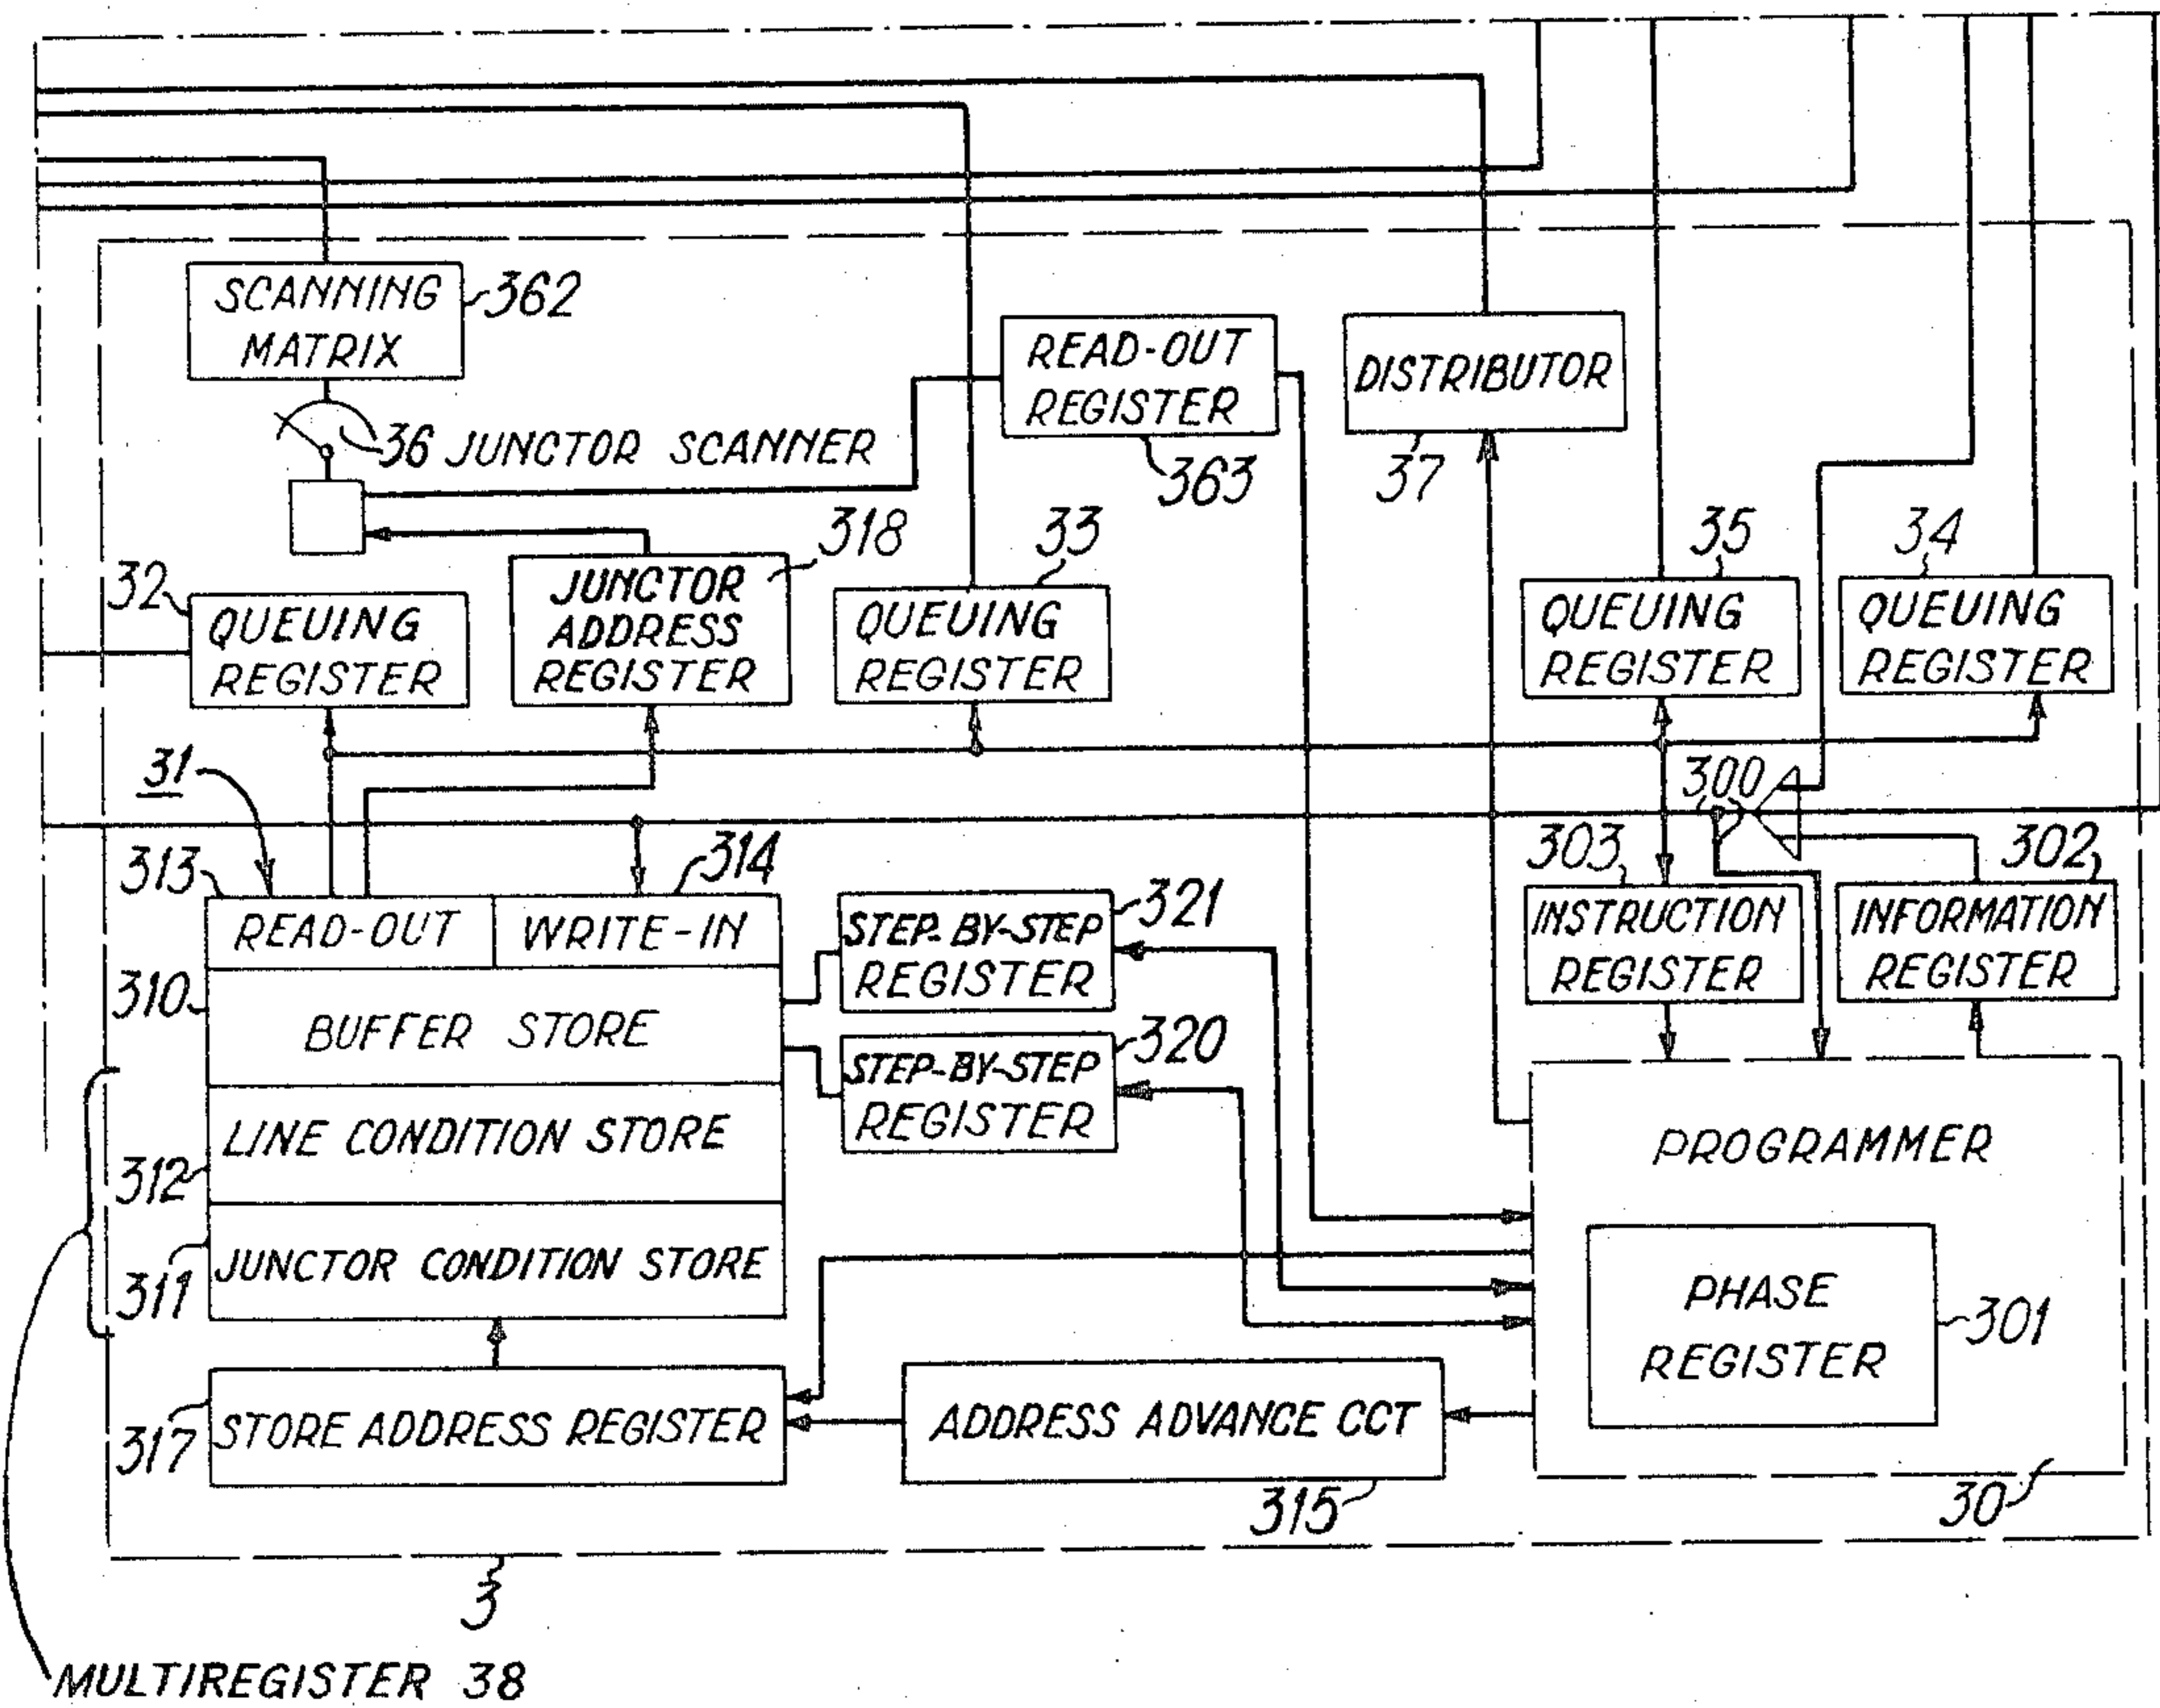 SCANNING
MATRIX
362
READ-OUT
REGISTER
363
DISTRIBUTOR
37
36 JUNCTOR SCANNER
318
33
35
34
32
QUEUING
REGISTER
JUNCTOR
ADDRESS
REGISTER
QUEUING
REGISTER
QUEUING
REGISTER
QUEUING
REGISTER
31
300
313
314
303
302
READ-OUT
WRITE-IN
321
STEP-BY-STEP
REGISTER
INSTRUCTION
REGISTER
INFORMATION
REGISTER
310
BUFFER STORE
320
STEP-BY-STEP
REGISTER
312
LINE CONDITION STORE
PROGRAMMER
311
JUNCTOR CONDITION STORE
PHASE
REGISTER
301
317
STORE ADDRESS REGISTER
ADDRESS ADVANCE CCT
315
30
3
MULTIREGISTER 38